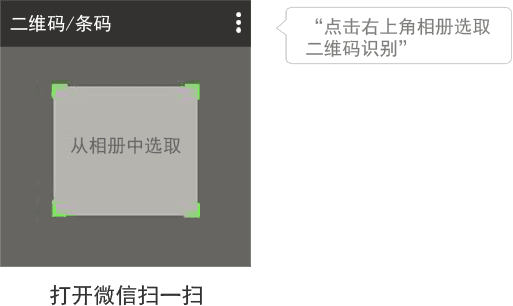 二维码/条码
“点击右上角相册选取
二维码识别”
从相册中选取
打开微信扫一扫